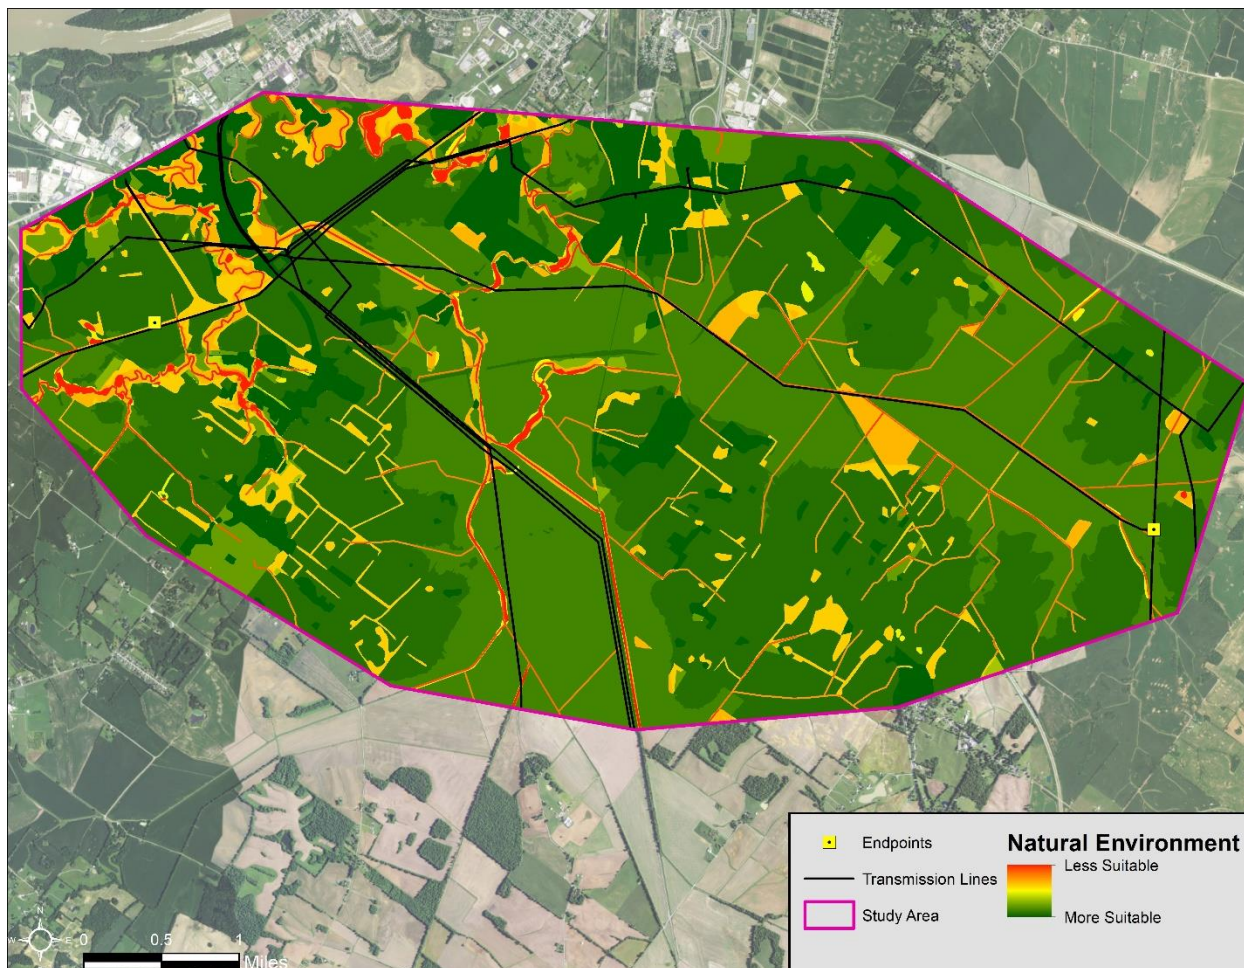 Endpoints
Transmission Lines
Study Area
Natural Environment
Less Suitable
More Suitable
N
W E
S
0 0.5 1
Miles